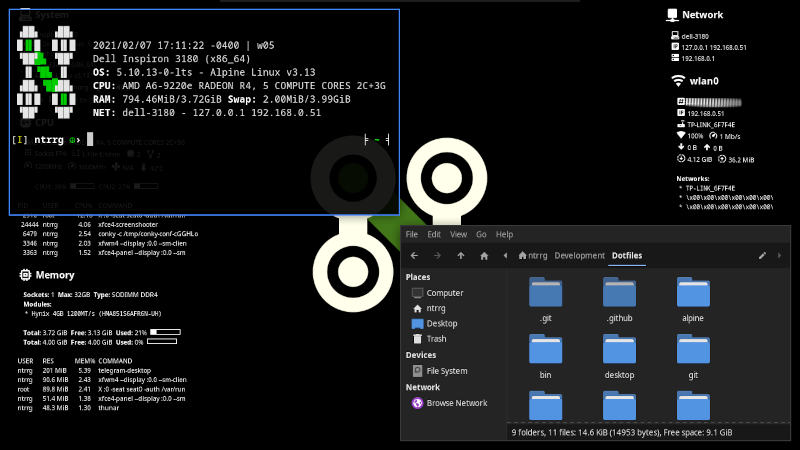 System
2021/02/07 17:11:22 -0400 | w05
Dell Inspiron 3180 (x86_64)
OS: 5.10.13-0-lts - Alpine Linux v3.13
CPU: AMD A6-9220e RADEON R4, 5 COMPUTE CORES 2C+3G
RAM: 794.46MiB/3.72GiB Swap: 2.00MiB/3.99GiB
NET: dell-3180 - 127.0.0.1 192.168.0.51
CPU
[I] ntrrg ›
~
24444 ntrrg 4.06 xfce4-screenshooter
6479 ntrrg 2.54 conky -c /tmp/conky-conf-cGGHLo
3346 ntrrg 2.03 xfwm4 --display :0.0 --sm-clien
3363 ntrrg 1.52 xfce4-panel --display :0.0 --sm
Memory
Sockets: 1 Max: 32GB Type: SODIMM DDR4
Modules:
* Hynix 4GB 1200MT/s (HMA851S6AFR6N-UH)
Total: 3.72 GiB Free: 3.13 GiB Used: 21%
Total: 4.00 GiB Free: 4.00 GiB Used: 0%
USER RES MEM% COMMAND
ntrrg 201 MiB 5.39 telegram-desktop
ntrrg 90.6 MiB 2.43 xfwm4 --display :0.0 --sm-clien
root 89.8 MiB 2.41 X :0 -seat seat0 -auth /var/run
ntrrg 51.4 MiB 1.38 xfce4-panel --display :0.0 --sm
ntrrg 48.3 MiB 1.30 thunar
Network
dell-3180
127.0.0.1 192.168.0.51
192.168.0.1
wlan0
192.168.0.51
TP-LINK_6F7F4E
100% 1 Mb/s
0 B 0 B
4.12 GiB 36.2 MiB
Networks:
* TP-LINK_6F7F4E
* \x00\x00\x00\x00\x00\x00\
* \x00\x00\x00\x00\x00\x00\
File Edit View Go Help
ntrrg Development Dotfiles
Places
Computer
ntrrg
Desktop
Trash
Devices
File System
Network
Browse Network
.git .github alpine
bin desktop git
9 folders, 11 files: 14.6 KiB (14953 bytes), Free space: 9.1 GiB